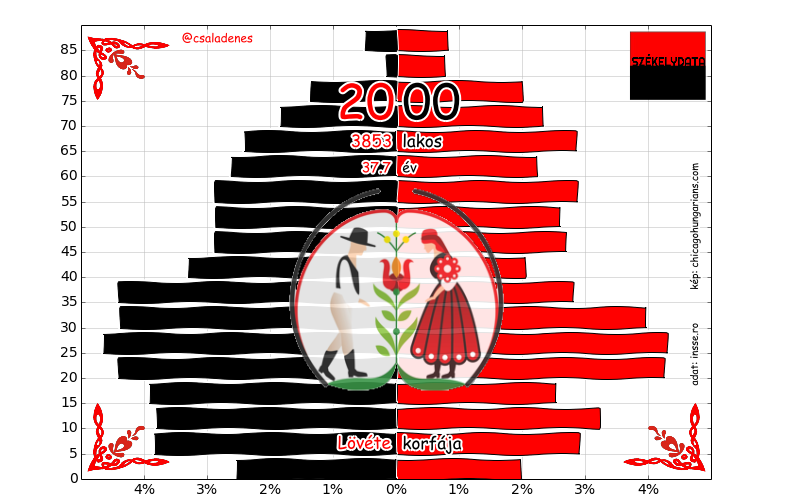 @csaladenes
SZÉKELYDATA
2000
3853 lakos
37.7 év
kép: chicagohungarians.com
adat: insse.ro
Lövéte korfája
85
80
75
70
65
60
55
50
45
40
35
30
25
20
15
10
5
0
4% 3% 2% 1% 0% 1% 2% 3% 4%